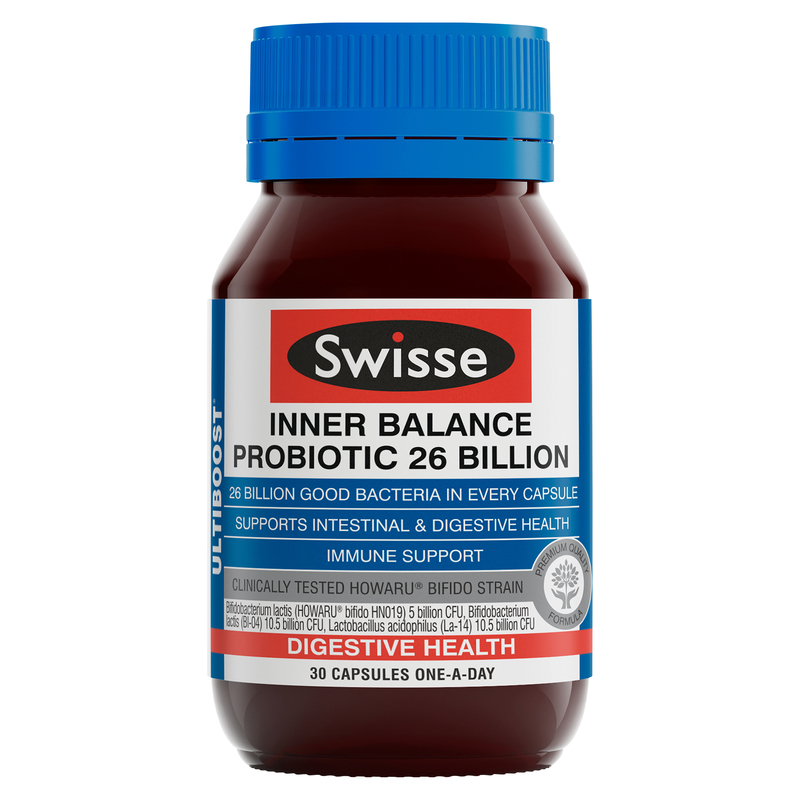 Swisse
ULTIBOOST®
INNER BALANCE
PROBIOTIC 26 BILLION
26 BILLION GOOD BACTERIA IN EVERY CAPSULE
SUPPORTS INTESTINAL & DIGESTIVE HEALTH
IMMUNE SUPPORT
PREMIUM QUALITY
FORMULA
CLINICALLY TESTED HOWARU® BIFIDO STRAIN
Bifidobacterium lactis (HOWARU® bifido HN019) 5 billion CFU, Bifidobacterium
lactis (Bl-04) 10.5 billion CFU, Lactobacillus acidophilus (La-14) 10.5 billion CFU
DIGESTIVE HEALTH
30 CAPSULES ONE-A-DAY